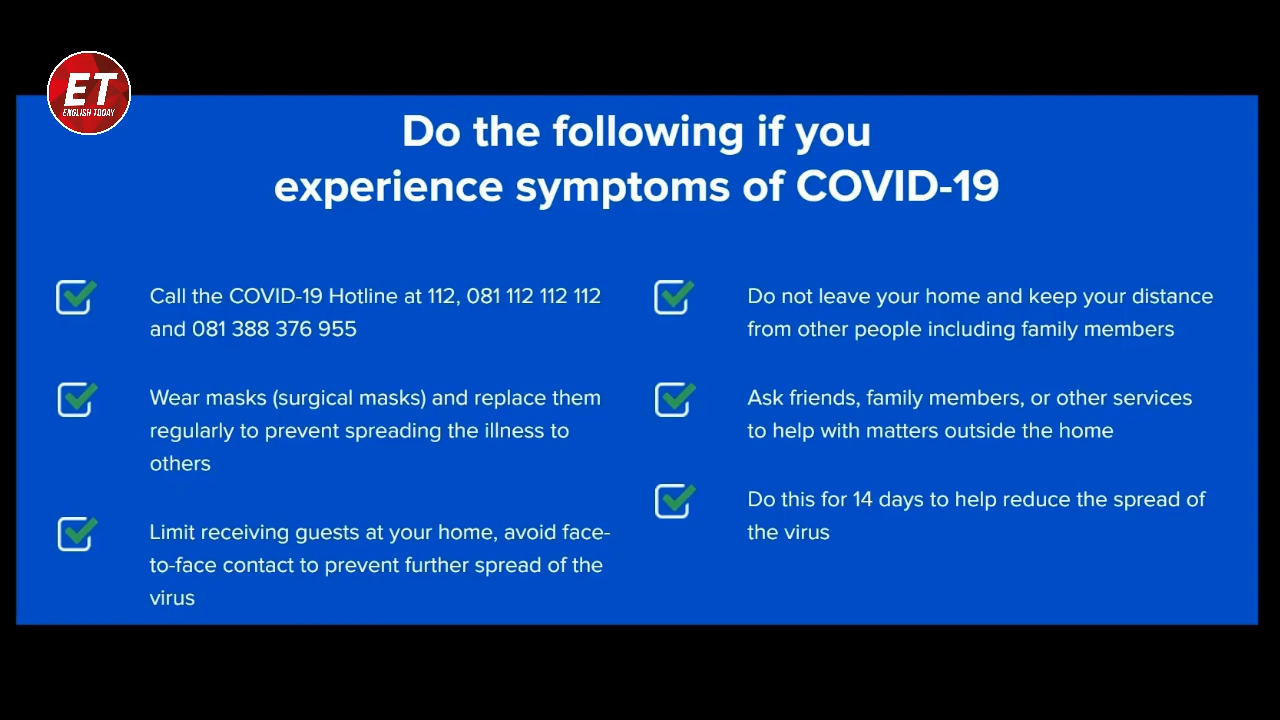 ET
ENGLISH TODAY
Do the following if you
experience symptoms of COVID-19
Call the COVID-19 Hotline at 112, 081 112 112 112
and 081 388 376 955
Wear masks (surgical masks) and replace them
regularly to prevent spreading the illness to
others
Limit receiving guests at your home, avoid face-
to-face contact to prevent further spread of the
virus
Do not leave your home and keep your distance
from other people including family members
Ask friends, family members, or other services
to help with matters outside the home
Do this for 14 days to help reduce the spread of
the virus